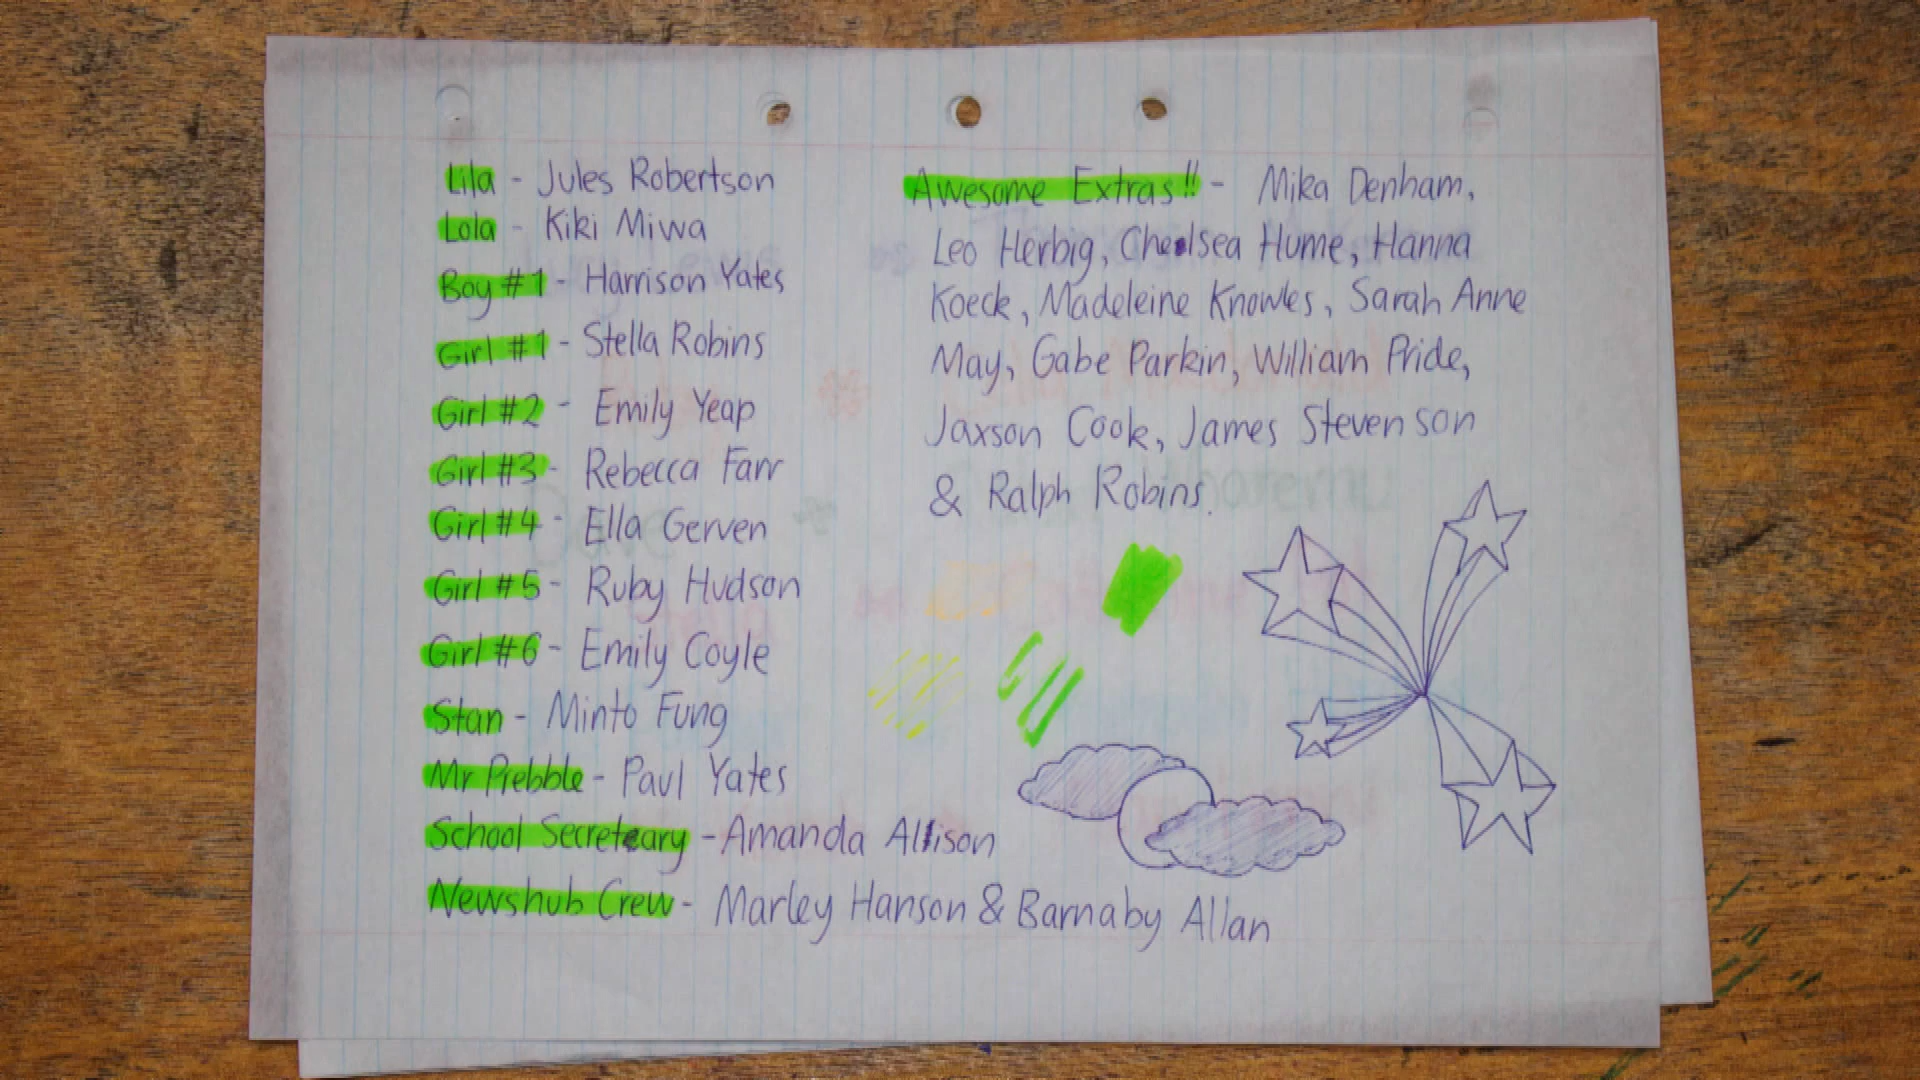 Lila - Jules Robertson
Lola - Kiki Miwa
Boy #1 - Harrison Yates
Girl #1 - Stella Robins
Girl #2 - Emily Yeap
Girl #3 - Rebecca Farr
Girl #4 - Ella Gerven
Girl #5 - Ruby Hudson
Girl #6 - Emily Coyle
Stan - Minto Fung
Mr Prebble - Paul Yates
School Secreteary - Amanda Allison
Newshub Crew - Marley Hanson & Barnaby Allan
Awesome Extras!! - Mika Denham,
Leo Herbig, Chealsea Hume, Hanna
Koeck, Madeleine Knowles, Sarah Anne
May, Gabe Parkin, William Pride,
Jaxson Cook, James Stevenson
& Ralph Robins.